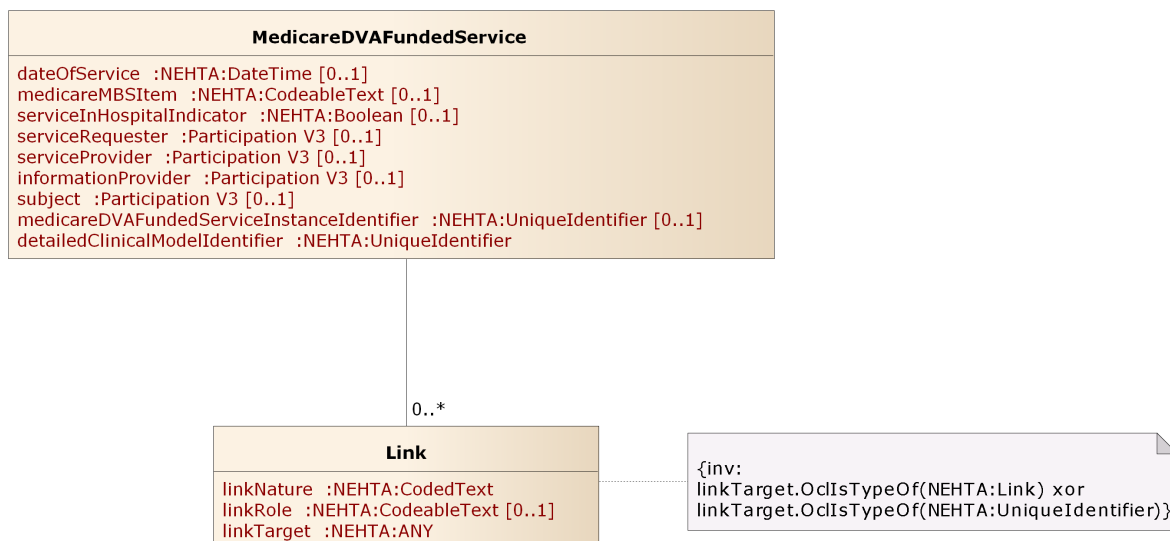 MedicareDVAFundedService
dateOfService :NEHTA:DateTime [0..1]
medicareMBSItem :NEHTA:CodeableText [0..1]
serviceInHospitalIndicator :NEHTA:Boolean [0..1]
serviceRequester :Participation V3 [0..1]
serviceProvider :Participation V3 [0..1]
informationProvider :Participation V3 [0..1]
subject :Participation V3 [0..1]
medicareDVAFundedServiceInstanceIdentifier :NEHTA:UniqueIdentifier [0..1]
detailedClinicalModelIdentifier :NEHTA:UniqueIdentifier
0..*
Link
linkNature :NEHTA:CodedText
linkRole :NEHTA:CodeableText [0..1]
linkTarget :NEHTA:ANY
{inv:
linkTarget.OclIsTypeOf(NEHTA:Link) xor
linkTarget.OclIsTypeOf(NEHTA:UniqueIdentifier)}